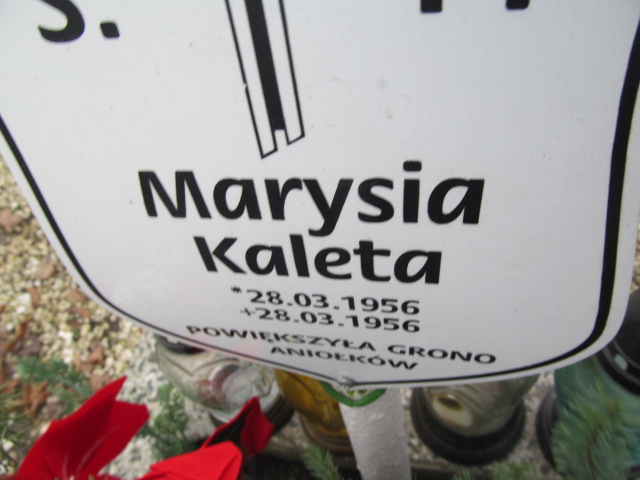 Ś.
Marysia
Kaleta
*28.03.1956
+28.03.1956
POWIĘKSZYŁA GRONO
ANIOŁKÓW